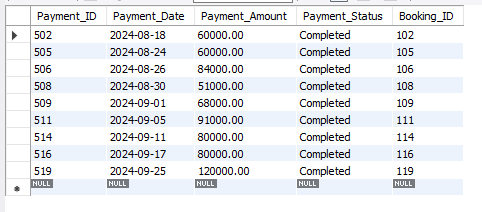 Payment_ID Payment_Date Payment_Amount Payment_Status Booking_ID
502 2024-08-18 60000.00 Completed 102
505 2024-08-24 60000.00 Completed 105
506 2024-08-26 84000.00 Completed 106
508 2024-08-30 51000.00 Completed 108
509 2024-09-01 68000.00 Completed 109
511 2024-09-05 91000.00 Completed 111
514 2024-09-11 80000.00 Completed 114
516 2024-09-17 80000.00 Completed 116
519 2024-09-25 120000.00 Completed 119
NULL NULL NULL NULL NULL